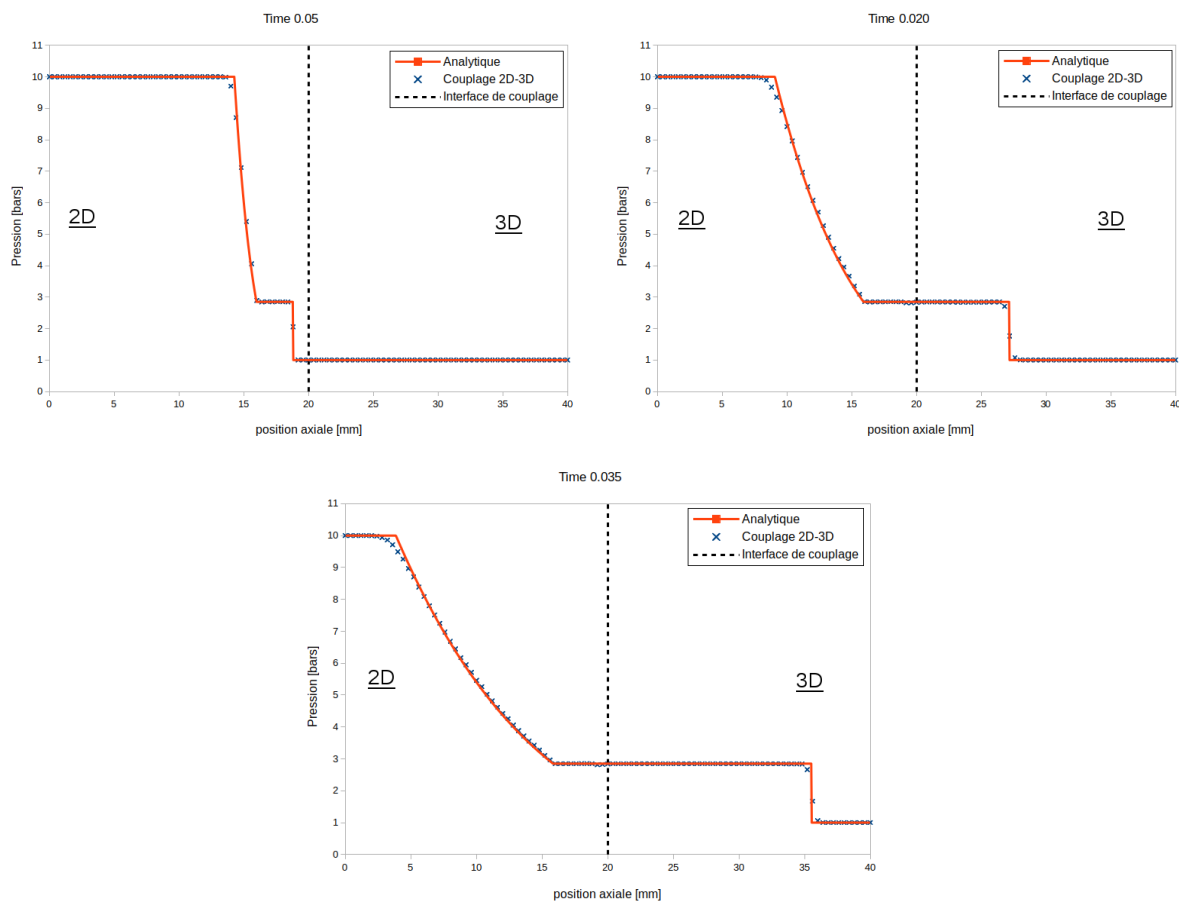 Time 0.05
11
10
9
8
7
6
5
4
3
2
1
0
Pression [bars]
Analytique
Couplage 2D-3D
Interface de couplage
2D
3D
0 5 10 15 20 25 30 35 40
position axiale [mm]
Time 0.020
11
10
9
8
7
6
5
4
3
2
1
0
Pression [bars]
Analytique
Couplage 2D-3D
Interface de couplage
2D
3D
0 5 10 15 20 25 30 35 40
position axiale [mm]
Time 0.035
11
10
9
8
7
6
5
4
3
2
1
0
Pression [bars]
Analytique
Couplage 2D-3D
Interface de couplage
2D
3D
0 5 10 15 20 25 30 35 40
position axiale [mm]